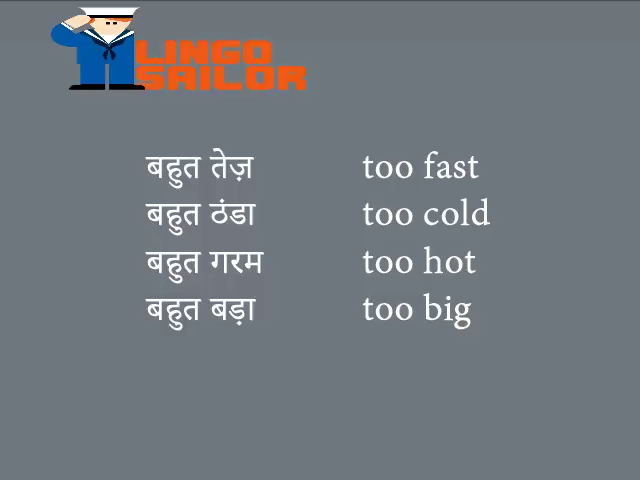 LINGO
SAILOR
बहुत तेज़ too fast
बहुत ठंडा too cold
बहुत गरम too hot
बहुत बड़ा too big